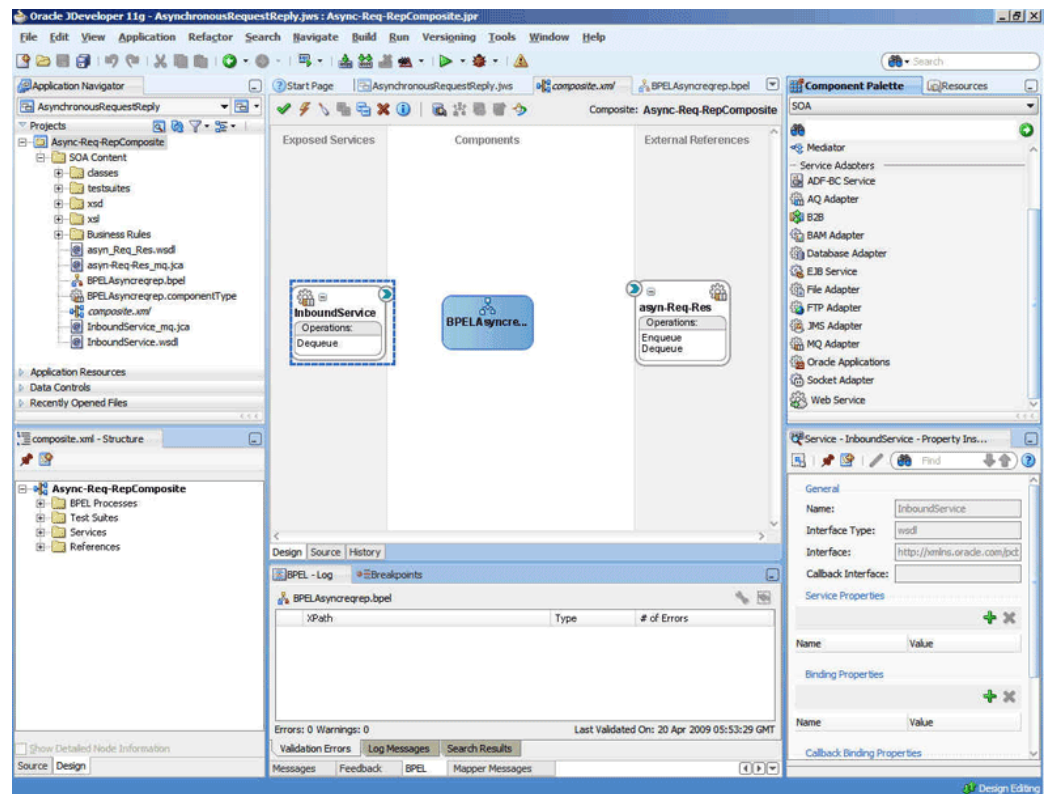 Oracle JDeveloper 11g - AsynchronousRequestReply.jws : Async-Req-RepComposite.jpr
File Edit View Application Refactor Search Navigate Build Run Versioning Tools Window Help
Search
Application Navigator
AsynchronousRequestReply
Projects
Async-Req-RepComposite
SOA Content
classes
testsuites
xsd
xsl
Business Rules
asyn_Req_Res.wsdl
asyn-Req-Res_mq.jca
BPELAsyncreqrep.bpel
BPELAsyncreqrep.componentType
composite.xml
InboundService_mq.jca
InboundService.wsdl
Application Resources
Data Controls
Recently Opened Files
composite.xml - Structure
Async-Req-RepComposite
BPEL Processes
Test Suites
Services
References
Show Detailed Node Information
Source Design
Start Page AsynchronousRequestReply.jws composite.xml BPELAsyncreqrep.bpel
Composite: Async-Req-RepComposite
Exposed Services Components External References
InboundService
Operations:
Dequeue
BPELAsyncre...
asyn-Req-Res
Operations:
Enqueue
Dequeue
Design Source History
BPEL - Log Breakpoints
BPELAsyncreqrep.bpel
XPath Type # of Errors
Errors: 0 Warnings: 0 Last Validated On: 20 Apr 2009 05:53:29 GMT
Validation Errors Log Messages Search Results
Messages Feedback BPEL Mapper Messages
Component Palette Resources
SOA
Mediator
Service Adapters
ADF-BC Service
AQ Adapter
B2B
BAM Adapter
Database Adapter
EJB Service
File Adapter
FTP Adapter
JMS Adapter
MQ Adapter
Oracle Applications
Socket Adapter
Web Service
Service - InboundService - Property Ins...
Find
General
Name: InboundService
Interface Type: wsdl
Interface: http://xmlns.oracle.com/pcb
Callback Interface:
Service Properties
Name Value
Binding Properties
Name Value
Callback Binding Properties
Design Editing